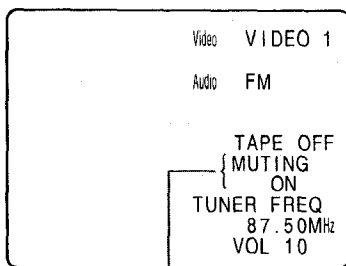 Video VIDEO 1
Audio FM
TAPE OFF
MUTING
ON
TUNER FREQ
87.50MHz
VOL 10